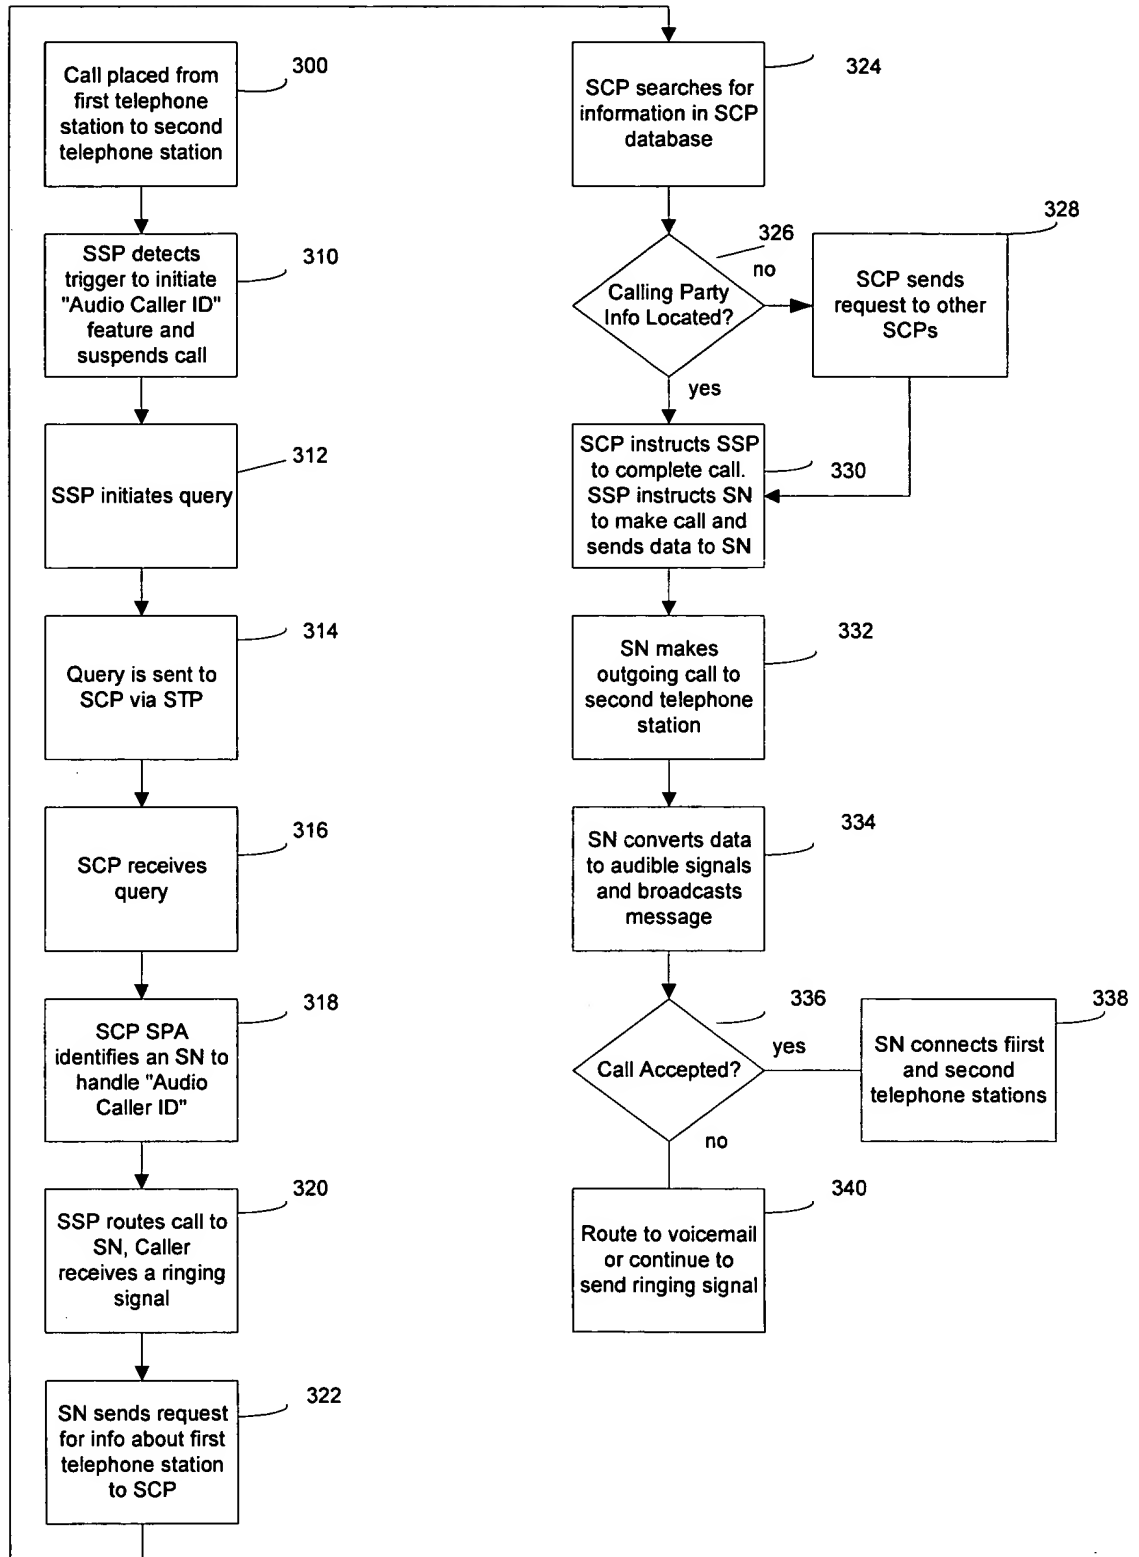 300
Call placed from
first telephone
station to second
telephone station
310
SSP detects
trigger to initiate
"Audio Caller ID"
feature and
suspends call
312
SSP initiates query
314
Query is sent to
SCP via STP
316
SCP receives
query
318
SCP SPA
identifies an SN to
handle "Audio
Caller ID"
320
SSP routes call to
SN, Caller
receives a ringing
signal
322
SN sends request
for info about first
telephone station
to SCP
324
SCP searches for
information in SCP
database
326
Calling Party
Info Located?
no
yes
328
SCP sends
request to other
SCPs
330
SCP instructs SSP
to complete call.
SSP instructs SN
to make call and
sends data to SN
332
SN makes
outgoing call to
second telephone
station
334
SN converts data
to audible signals
and broadcasts
message
336
Call Accepted?
yes
no
338
SN connects fiirst
and second
telephone stations
340
Route to voicemail
or continue to
send ringing signal